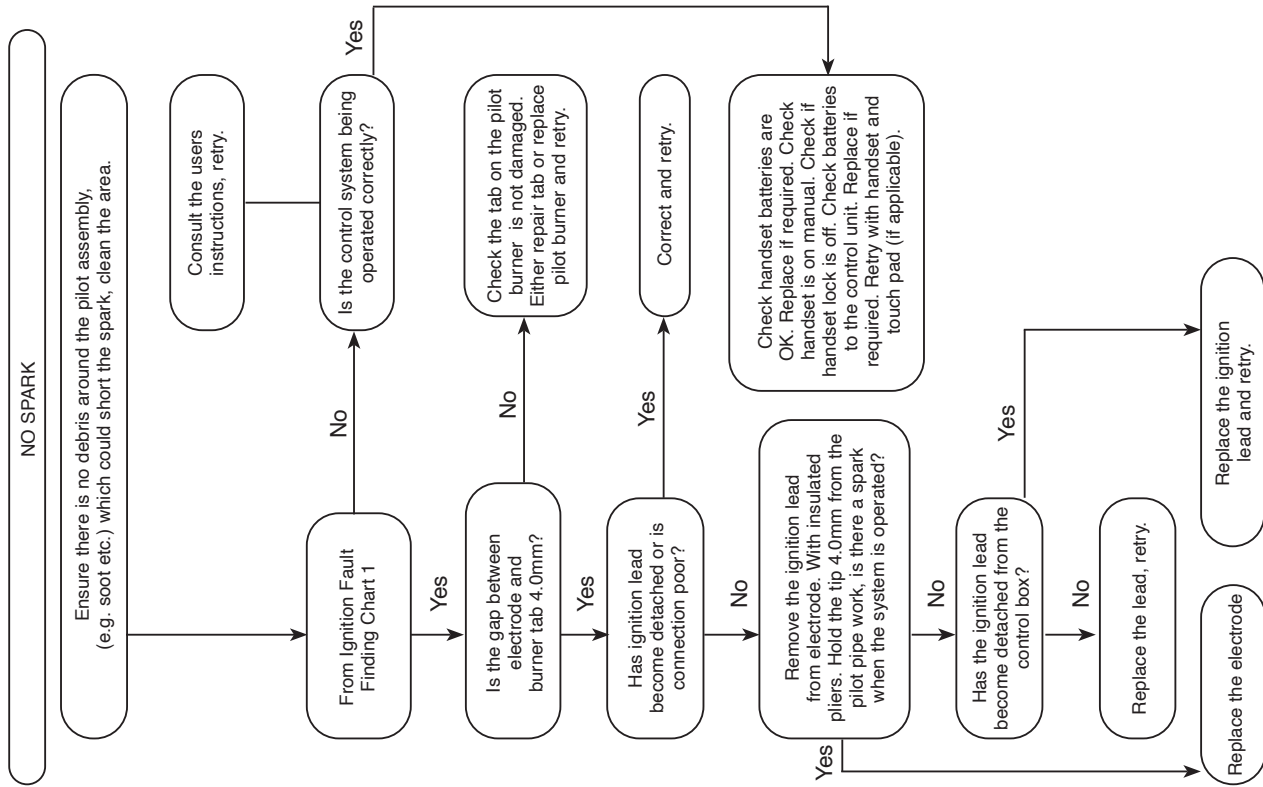 NO SPARK
Ensure there is no debris around the pilot assembly,
(e.g. soot etc.) which could short the spark, clean the area.
Consult the users
instructions, retry.
From Ignition Fault
Finding Chart 1
No
Is the control system being
operated correctly?
Yes
Yes
Is the gap between
electrode and
burner tab 4.0mm?
No
Check the tab on the pilot
burner is not damaged.
Either repair tab or replace
pilot burner and retry.
Yes
Has ignition lead
become detached or is
connection poor?
Yes
Correct and retry.
No
Remove the ignition lead
from electrode. With insulated
pliers. Hold the tip 4.0mm from the
pilot pipe work, is there a spark
when the system is operated?
Check handset batteries are
OK. Replace if required. Check
handset is on manual. Check if
handset lock is off. Check batteries
to the control unit. Replace if
required. Retry with handset and
touch pad (if applicable).
Yes
No
Has the ignition lead
become detached from the
control box?
Yes
No
Replace the lead, retry.
Replace the electrode
Replace the ignition
lead and retry.